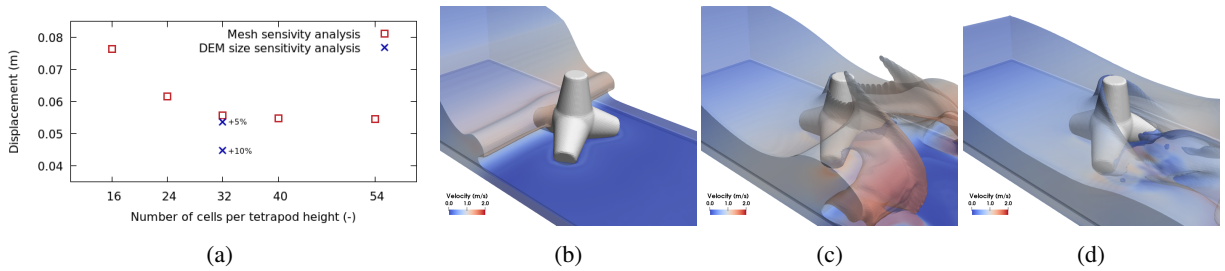 0.08
0.07
0.06
0.05
0.04
Displacement (m)
Mesh sensivity analysis
DEM size sensitivity analysis
+5%
+10%
16 24 32 40 54
Number of cells per tetrapod height (-)
(a)
Velocity (m/s)
0.0 1.0 2.0
(b)
Velocity (m/s)
0.0 1.0 2.0
(c)
Velocity (m/s)
0.0 1.0 2.0
(d)